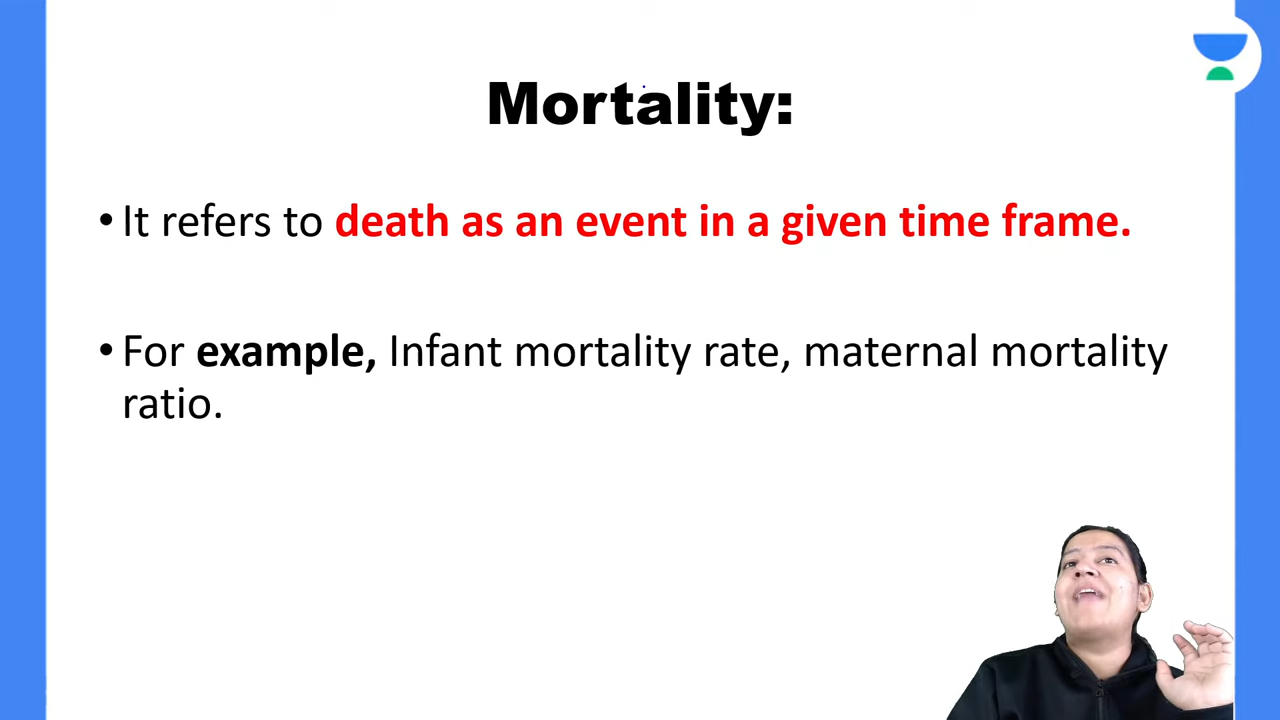 Mortality:
• It refers to death as an event in a given time frame.
• For example, Infant mortality rate, maternal mortality
ratio.